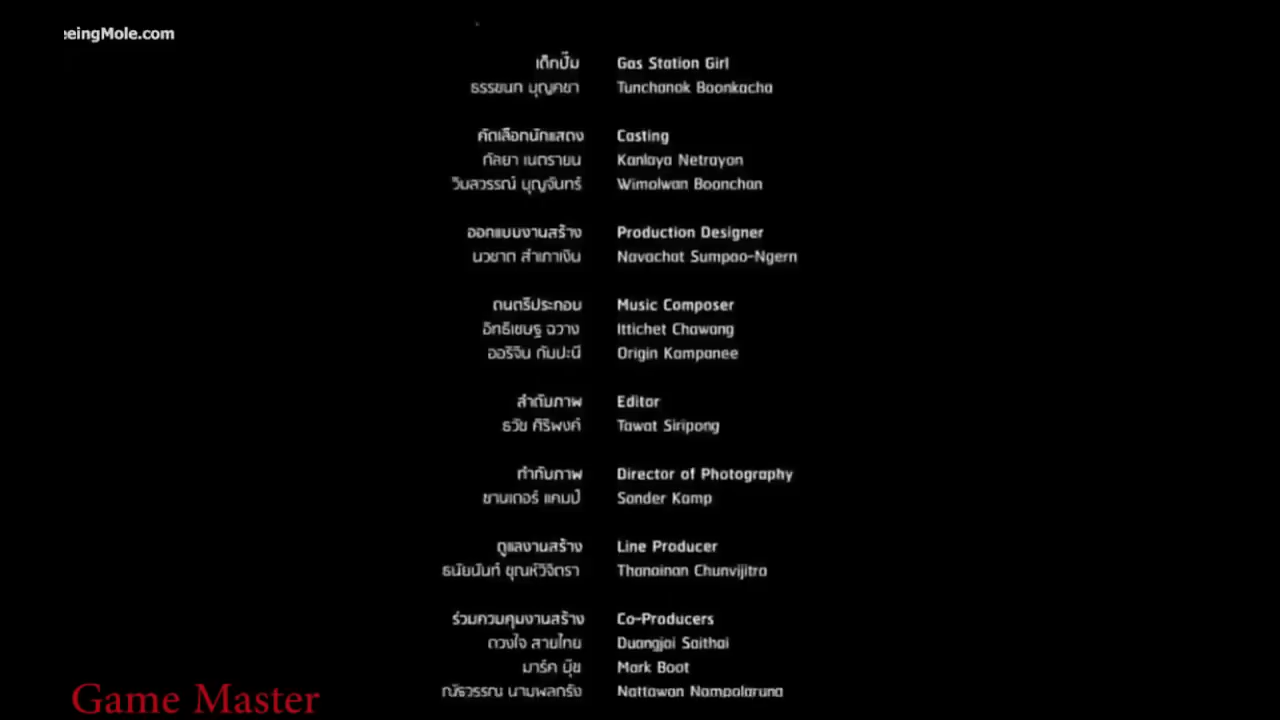 eeingMole.com
เด็กปั๊ม Gas Station Girl
ธรรชนก บุญคชา Tunchanok Boonkacha
คัดเลือกนักแสดง Casting
กัลยา เนตรายน Kanlaya Netrayon
วิมลวรรณ์ บุญจันทร์ Wimolwan Boonchan
ออกแบบงานสร้าง Production Designer
นวชาต สำเภาเงิน Navachat Sumpao-Ngern
ดนตรีประกอบ Music Composer
อิทธิเชษฐ ฉวาง Ittichet Chawang
ออริจิน กัมปะนี Origin Kampanee
ลำดับภาพ Editor
ธวัช ศิริพงศ์ Tawat Siripong
กำกับภาพ Director of Photography
ซานเดอร์ แคมป์ Sander Kamp
ดูแลงานสร้าง Line Producer
ธนัยนันท์ ชุณห์วิจิตรา Thanainan Chunvijitra
ร่วมควบคุมงานสร้าง Co-Producers
ดวงใจ สายไทย Duangjai Saithai
มาร์ค บุ๊ช Mark Boot
ณัธวรรณ นามพลกรัง Nattawan Nampolarung
Game Master